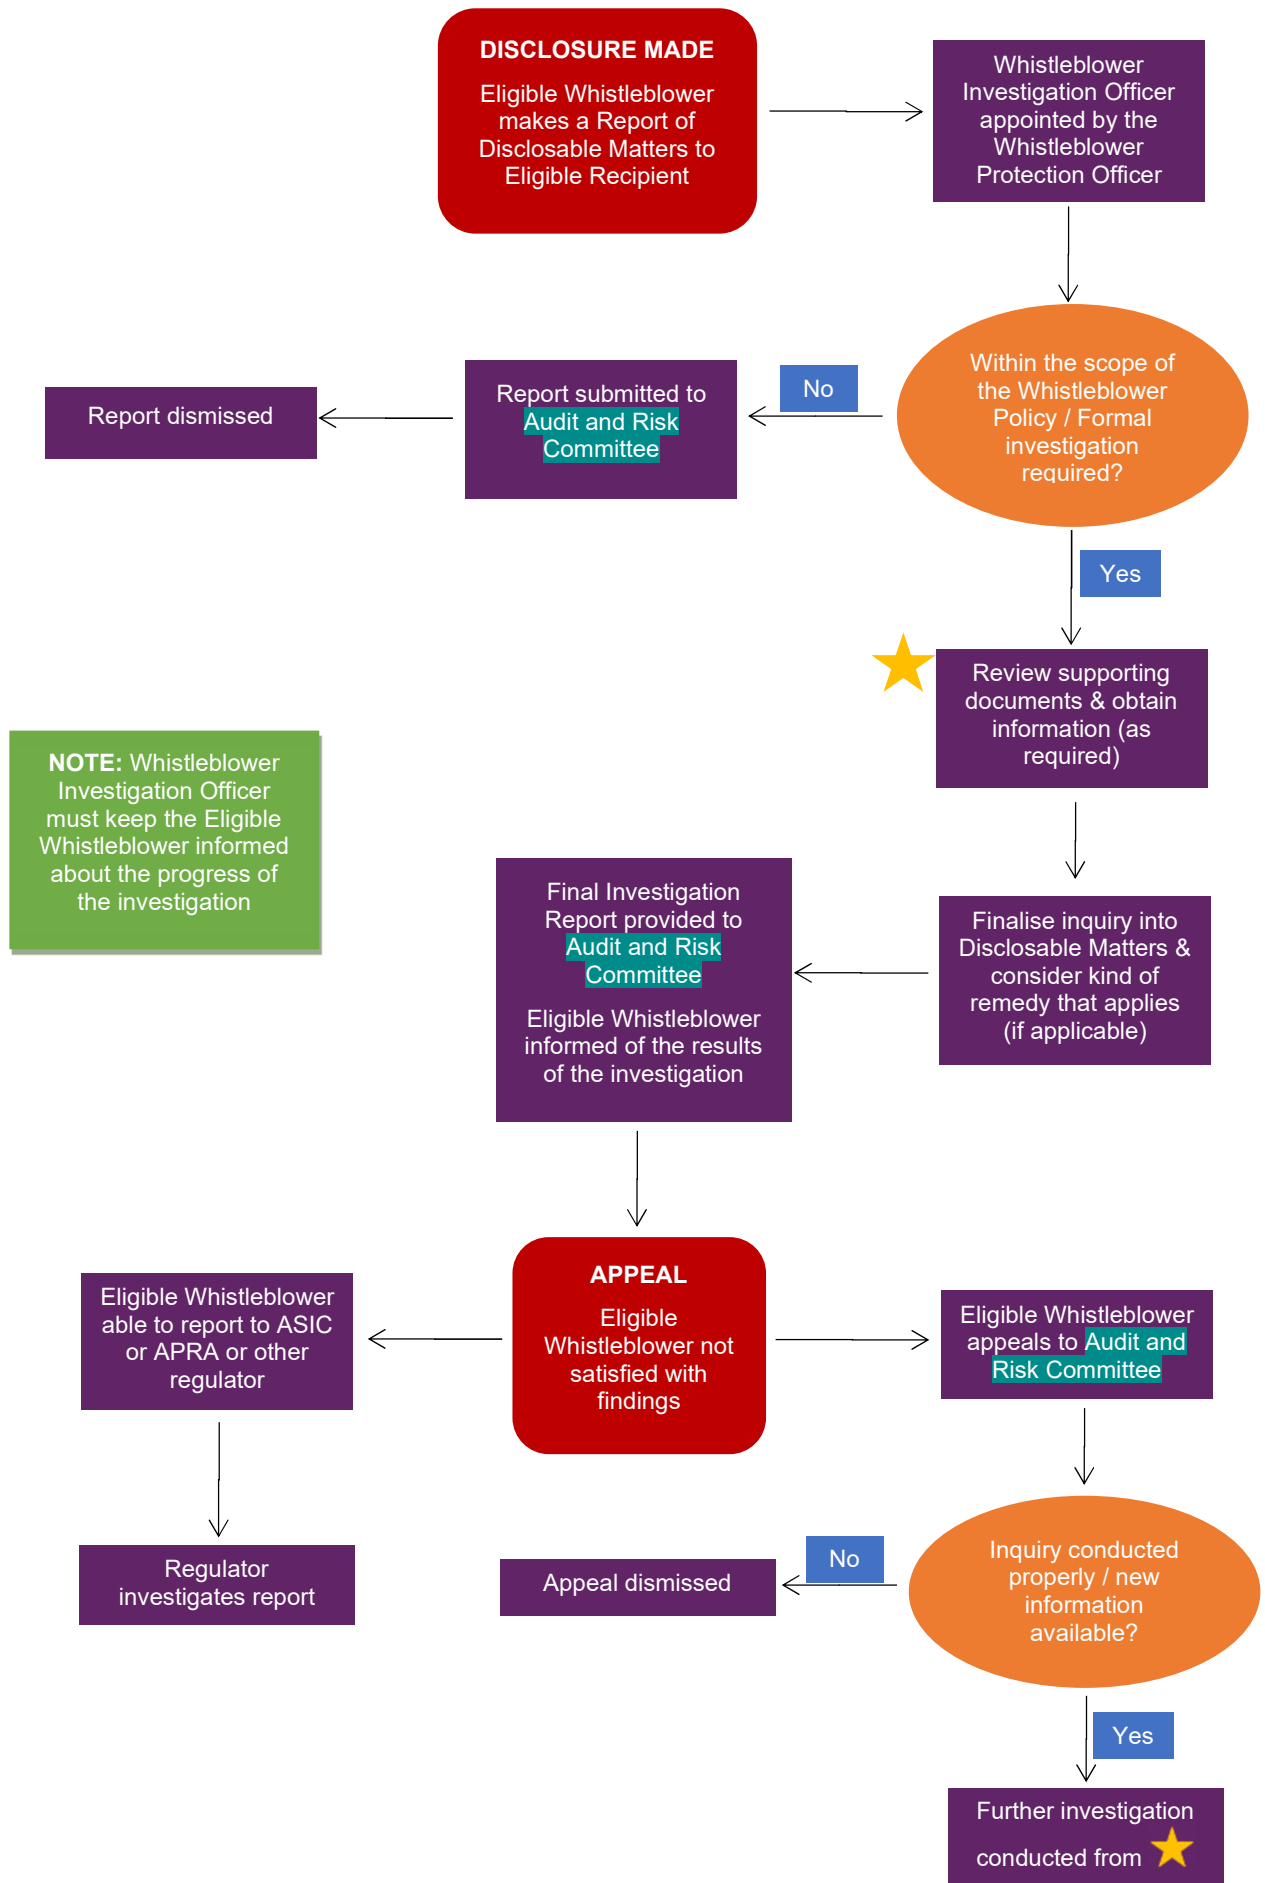 DISCLOSURE MADE
Eligible Whistleblower
makes a Report of
Disclosable Matters to
Eligible Recipient
Whistleblower
Investigation Officer
appointed by the
Whistleblower
Protection Officer
Within the scope of
the Whistleblower
Policy / Formal
investigation
required?
No
Report submitted to
Audit and Risk
Committee
Report dismissed
Yes
Review supporting
documents & obtain
information (as
required)
NOTE: Whistleblower
Investigation Officer
must keep the Eligible
Whistleblower informed
about the progress of
the investigation
Finalise inquiry into
Disclosable Matters &
consider kind of
remedy that applies
(if applicable)
Final Investigation
Report provided to
Audit and Risk
Committee
Eligible Whistleblower
informed of the results
of the investigation
APPEAL
Eligible
Whistleblower not
satisfied with
findings
Eligible Whistleblower
able to report to ASIC
or APRA or other
regulator
Regulator
investigates report
Eligible Whistleblower
appeals to Audit and
Risk Committee
Inquiry conducted
properly / new
information
available?
No
Appeal dismissed
Yes
Further investigation
conducted from